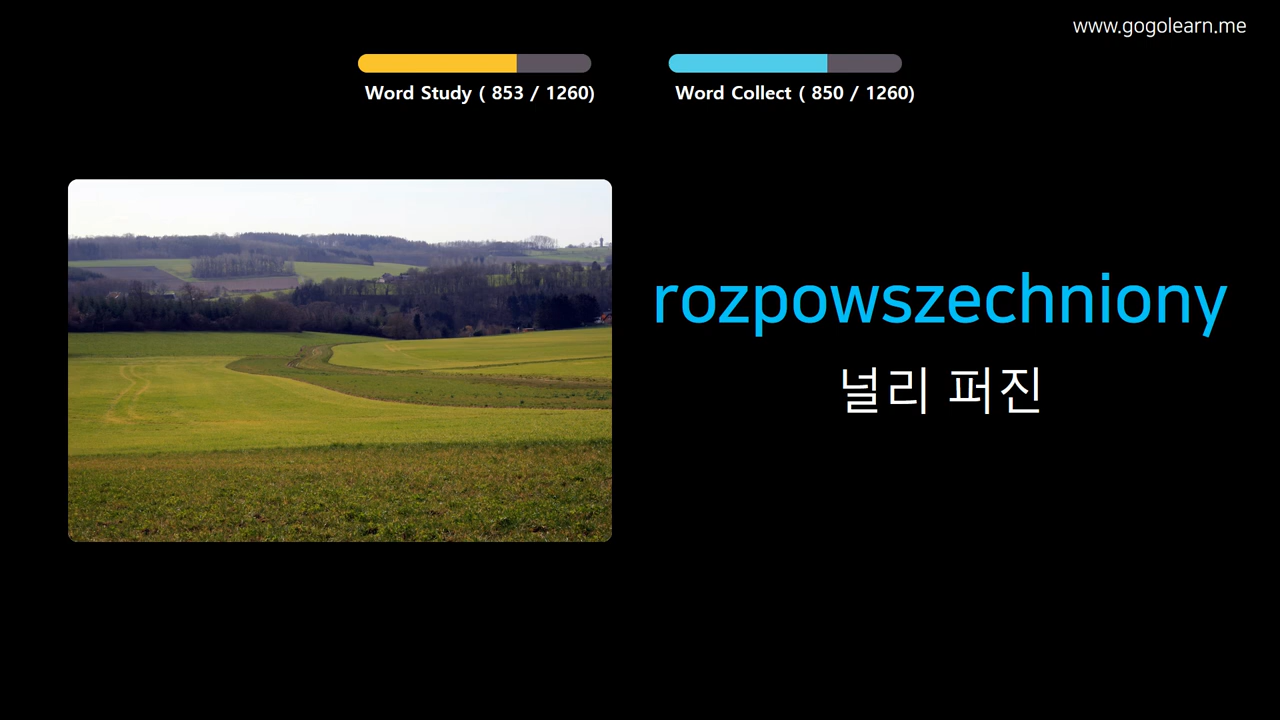 www.gogolearn.me
Word Study ( 853 / 1260)
Word Collect ( 850 / 1260)
rozpowszechniony
널리 퍼진